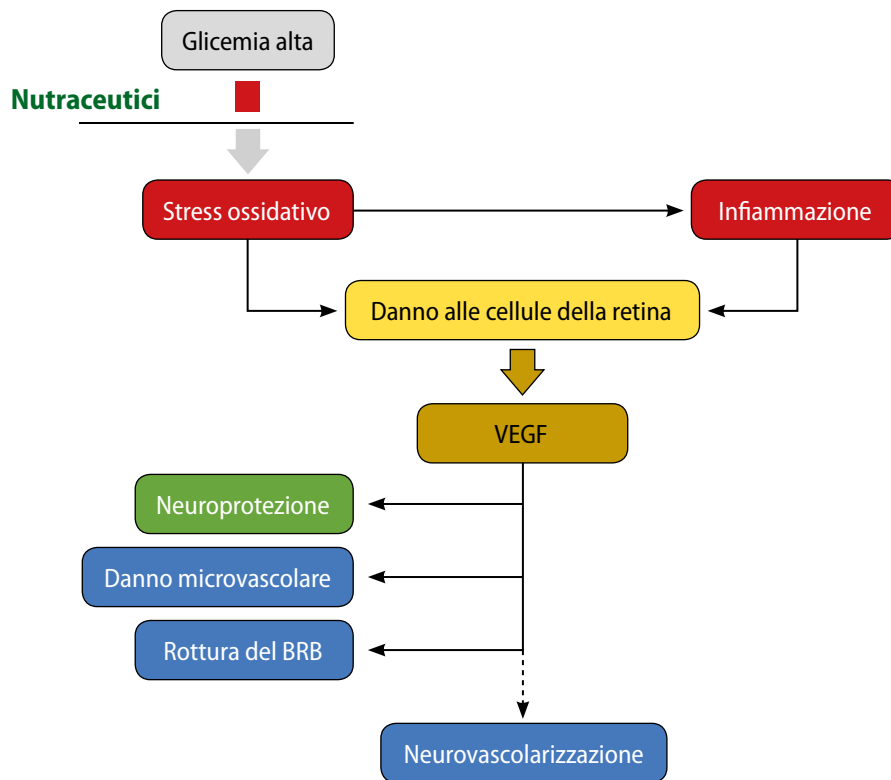 Glicemia alta
Nutraceutici
Stress ossidativo
Infiammazione
Danno alle cellule della retina
VEGF
Neuroprotezione
Danno microvascolare
Rottura del BRB
Neurovascolarizzazione